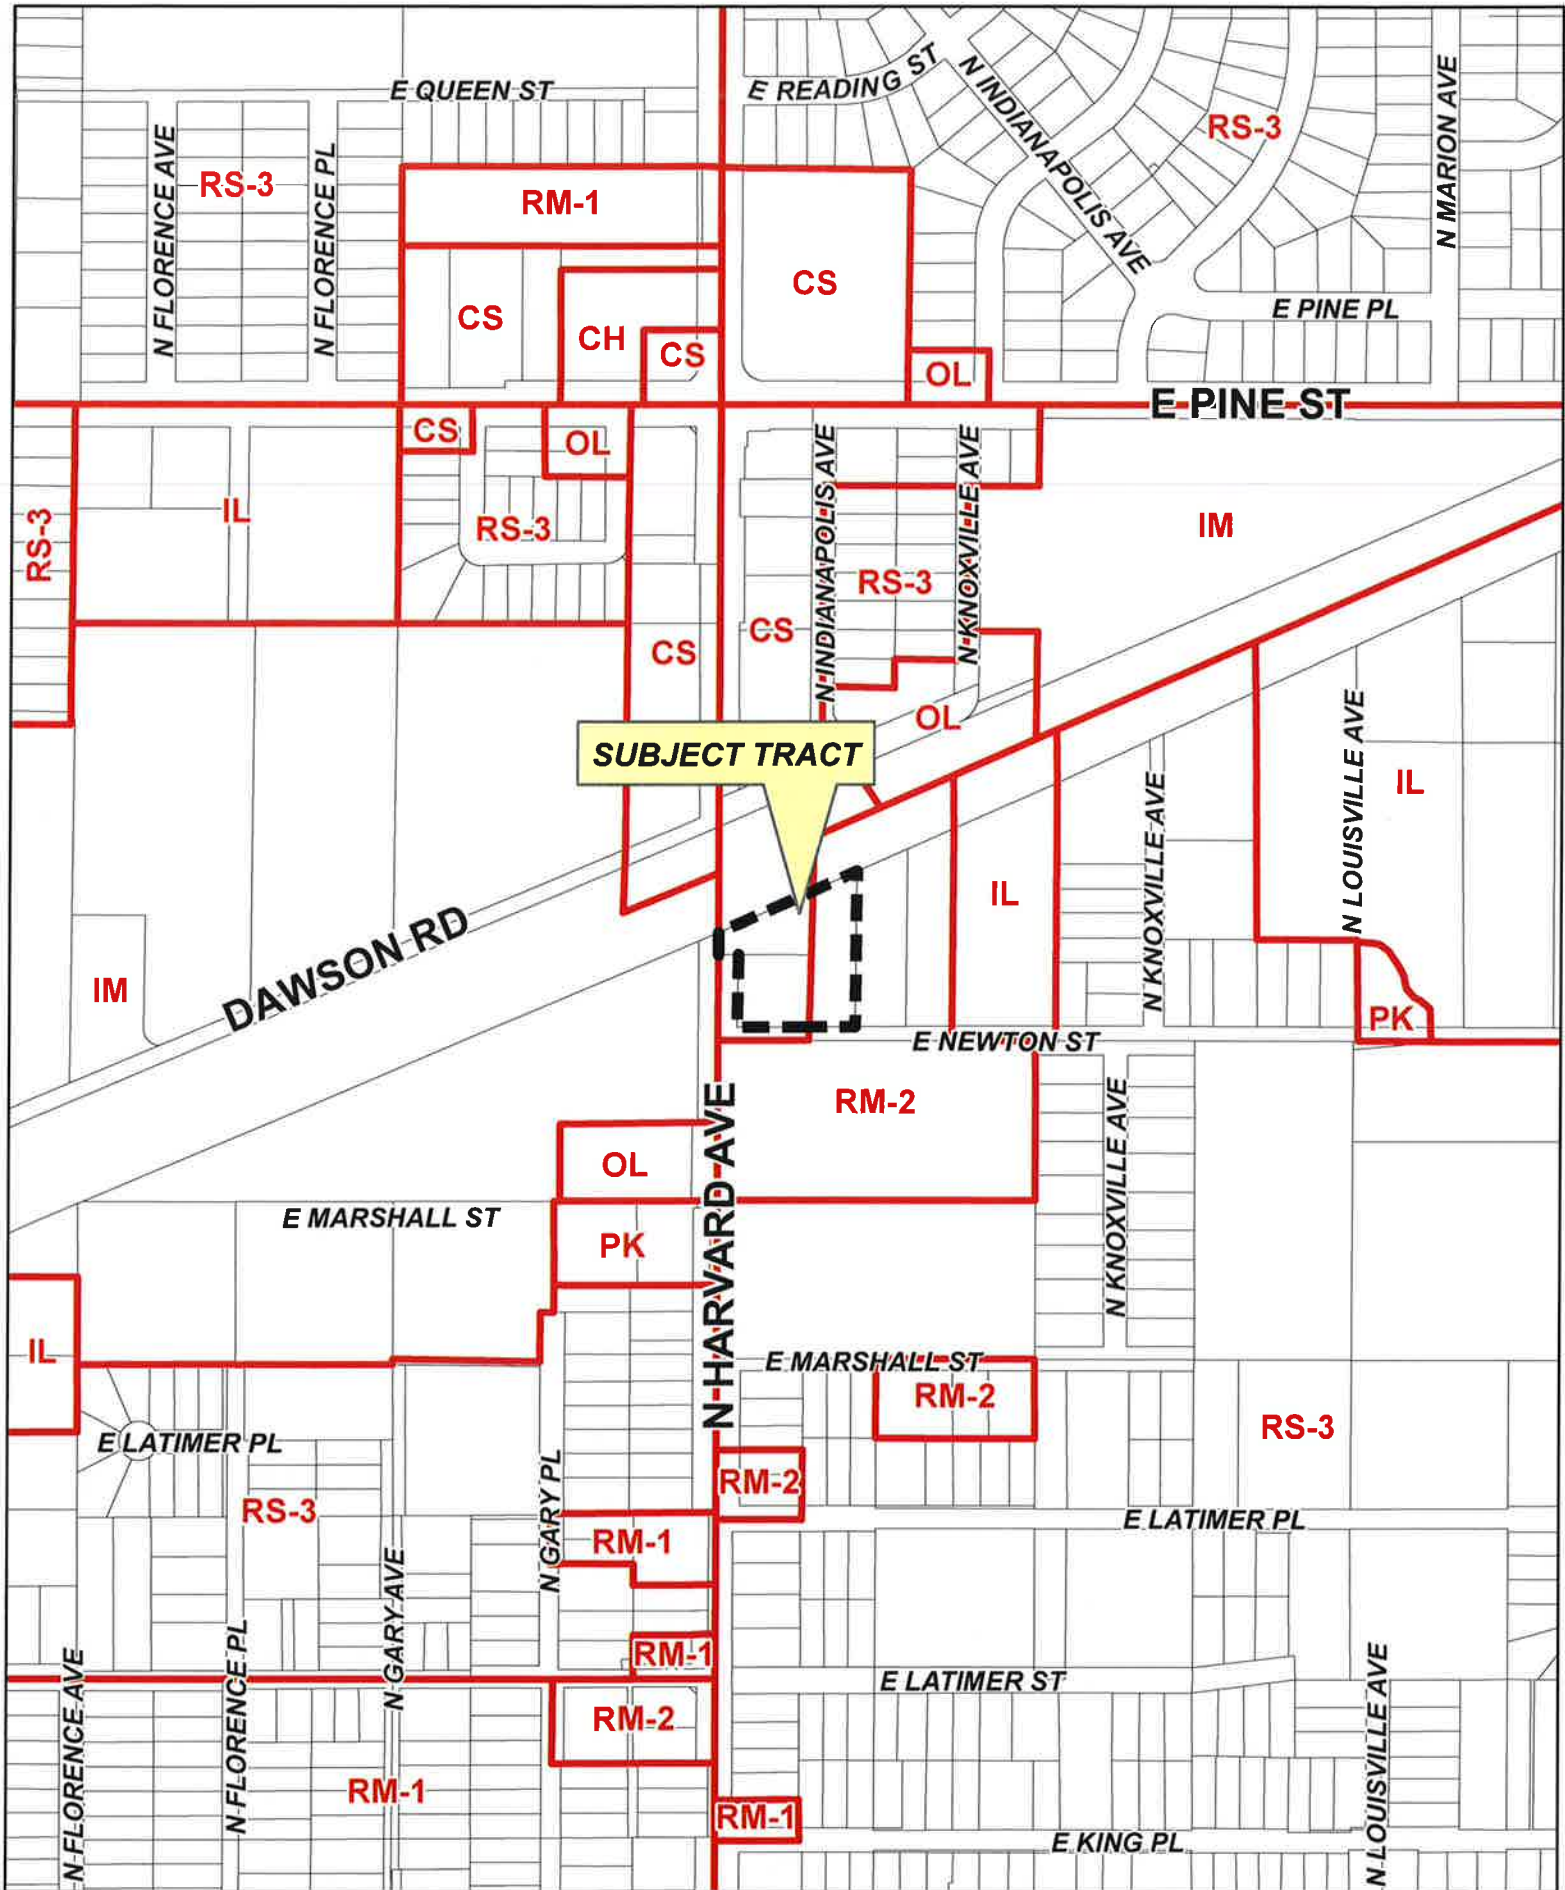 E QUEEN ST
E READING ST
N INDIANAPOLIS AVE
RS-3
N MARION AVE
N FLORENCE AVE
RS-3
N FLORENCE PL
RM-1
CS
CS
CH
CS
E PINE PL
OL
E PINE ST
CS
OL
N INDIANAPOLIS AVE
N KNOXVILLE AVE
RS-3
IL
RS-3
IM
RS-3
CS
CS
OL
SUBJECT TRACT
N LOUISVILLE AVE
IL
N KNOXVILLE AVE
IL
DAWSON RD
IM
PK
E NEWTON ST
RM-2
N KNOXVILLE AVE
OL
N HARVARD AVE
E MARSHALL ST
PK
IL
E MARSHALL ST
RM-2
RS-3
E LATIMER PL
RM-2
RS-3
N GARY PL
E LATIMER PL
RM-1
N GARY AVE
RM-1
N FLORENCE AVE
N FLORENCE PL
E LATIMER ST
N LOUISVILLE AVE
RM-2
RM-1
RM-1
E KING PL